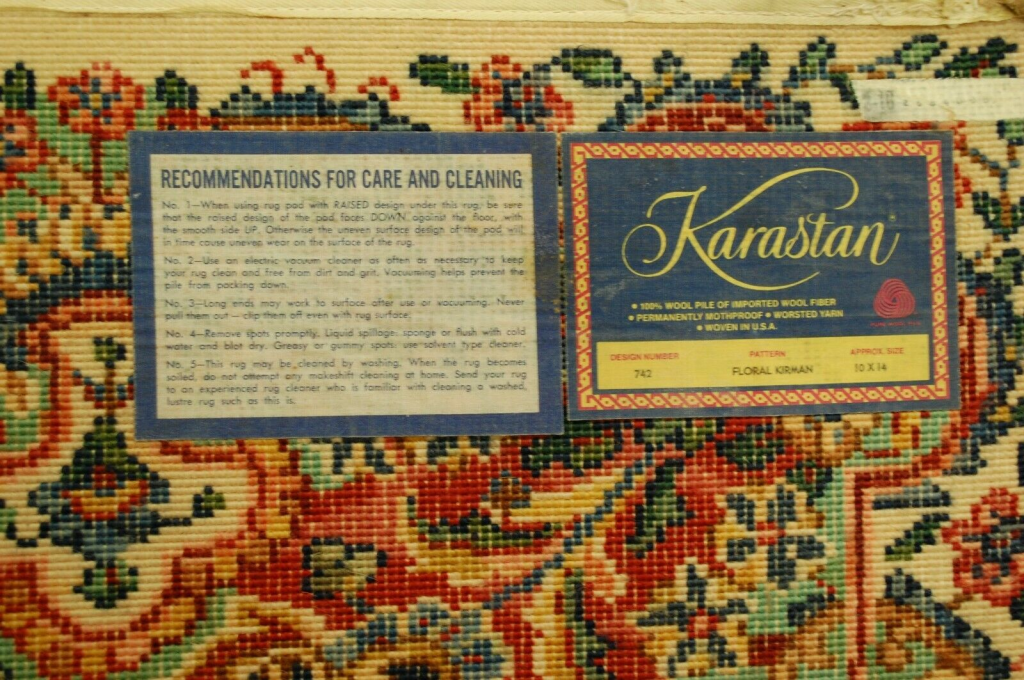 RECOMMENDATIONS FOR CARE AND CLEANING
No. 1—When using rug pad with RAISED design under this rug, be sure
that the raised design of the pad faces DOWN against the floor, with
the smooth side UP. Otherwise the uneven surface design of the pad will
in time cause uneven wear on the surface of the rug.
No. 2—Use an electric vacuum cleaner as often as necessary to keep
your rug clean and free from dirt and grit. Vacuuming helps prevent the
pile from packing down.
No. 3—Long ends may work to surface after use or vacuuming. Never
pull them out—clip them off even with rug surface.
No. 4—Remove spots promptly. Liquid spillage: sponge or flush with cold
water and blot dry. Greasy or gummy spots: use solvent type cleaner.
No. 5—This rug may be cleaned by washing. When the rug becomes
soiled, do not attempt any makeshift cleaning at home. Send your rug
to an experienced rug cleaner who is familiar with cleaning a washed,
lustre rug such as this is.
Karastan®
• 100% WOOL PILE OF IMPORTED WOOL FIBER
• PERMANENTLY MOTHPROOF • WORSTED YARN
• WOVEN IN U.S.A.
DESIGN NUMBER PATTERN APPROX. SIZE
742 FLORAL KIRMAN 10 X 14